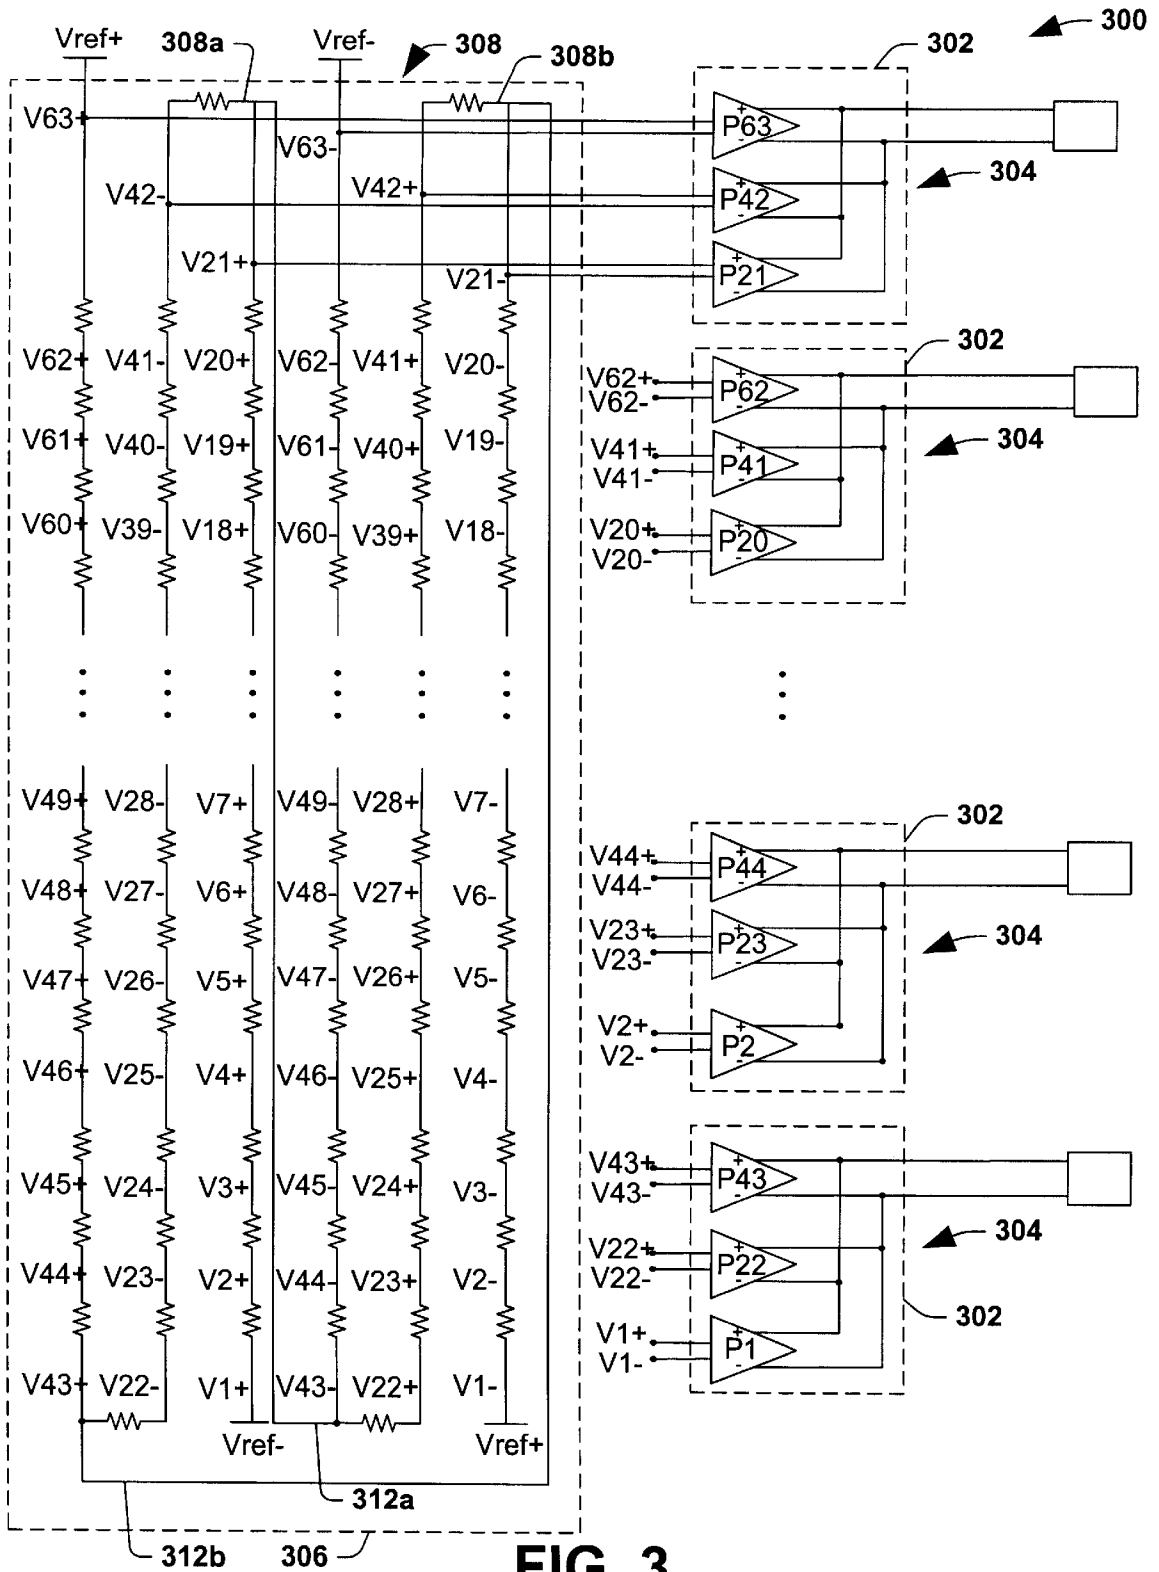 300
Vref+ 308a Vref- 308 308b 302
V63+ V63- P63 + -
V42- V42+ P42 + - 304
V21+ V21- P21 + -
V62+ V41- V20+ V62- V41+ V20- V62+ V62- P62 + - 302
V61+ V40- V19+ V61- V40+ V19- V41+ V41- P41 + - 304
V60+ V39- V18+ V60- V39+ V18- V20+ V20- P20 + -
V49+ V28- V7+ V49- V28+ V7- 302
V44+ V44- P44 + -
V48+ V27- V6+ V48- V27+ V6- V23+ V23- P23 + - 304
V47+ V26- V5+ V47- V26+ V5- V2+ V2- P2 + -
V46+ V25- V4+ V46- V25+ V4-
V45+ V24- V3+ V45- V24+ V3- V43+ V43- P43 + -
V44+ V23- V2+ V44- V23+ V2- V22+ V22- P22 + - 304
302
V43+ V22- V1+ V43- V22+ V1- V1+ V1- P1 + -
Vref- Vref+
312a
312b 306
FIG. 3